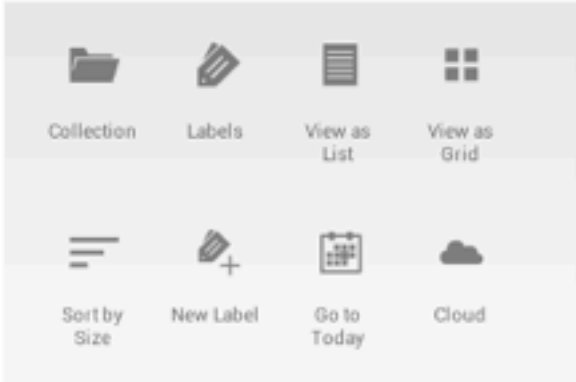 Collection Labels View as View as
List Grid
Sort by New Label Go to Cloud
Size Today